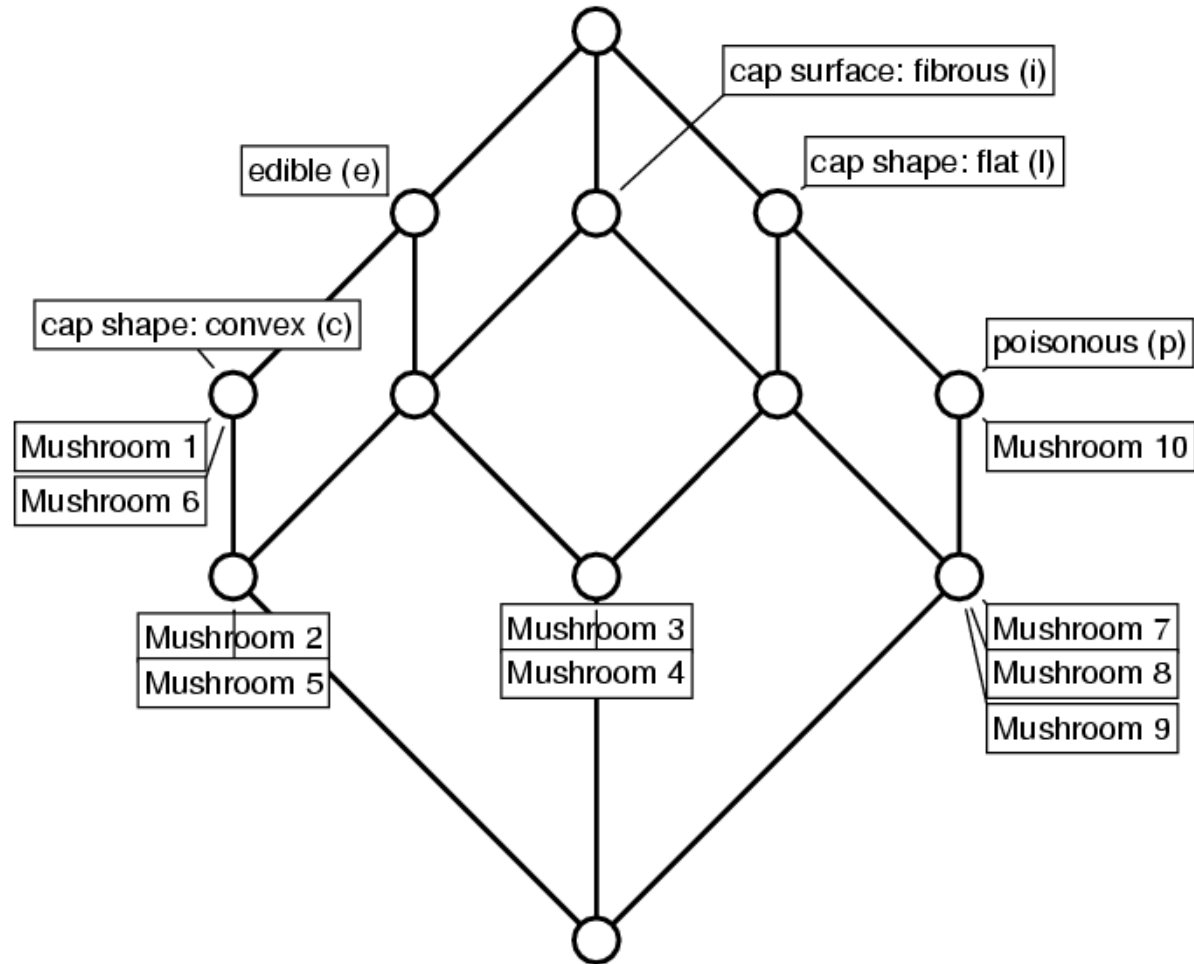 cap surface: fibrous (i)
edible (e)
cap shape: flat (l)
cap shape: convex (c)
poisonous (p)
Mushroom 1
Mushroom 10
Mushroom 6
Mushroom 2
Mushroom 3
Mushroom 7
Mushroom 5
Mushroom 4
Mushroom 8
Mushroom 9